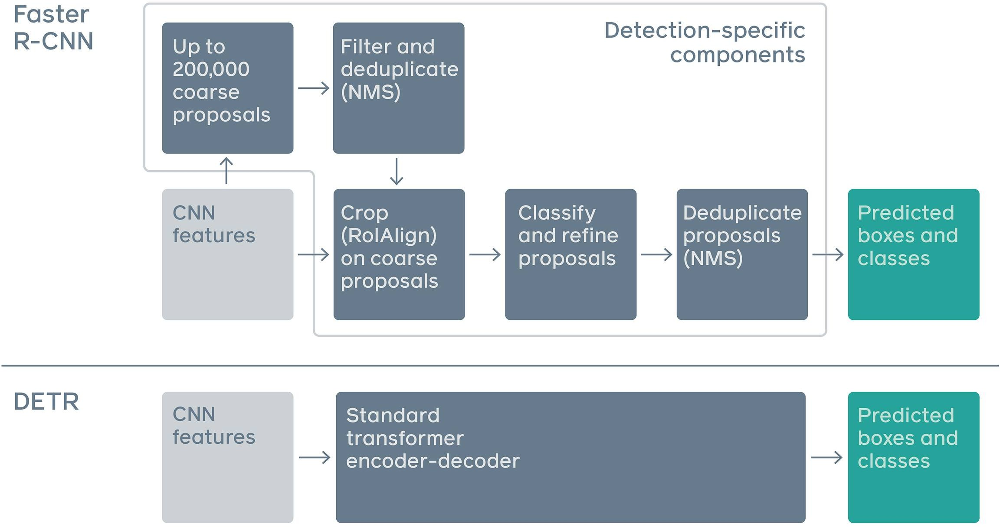 Faster
R-CNN
Up to
200,000
coarse
proposals
Filter and
deduplicate
(NMS)
Detection-specific
components
CNN
features
Crop
(RoIAlign)
on coarse
proposals
Classify
and refine
proposals
Deduplicate
proposals
(NMS)
Predicted
boxes and
classes
DETR
CNN
features
Standard
transformer
encoder-decoder
Predicted
boxes and
classes